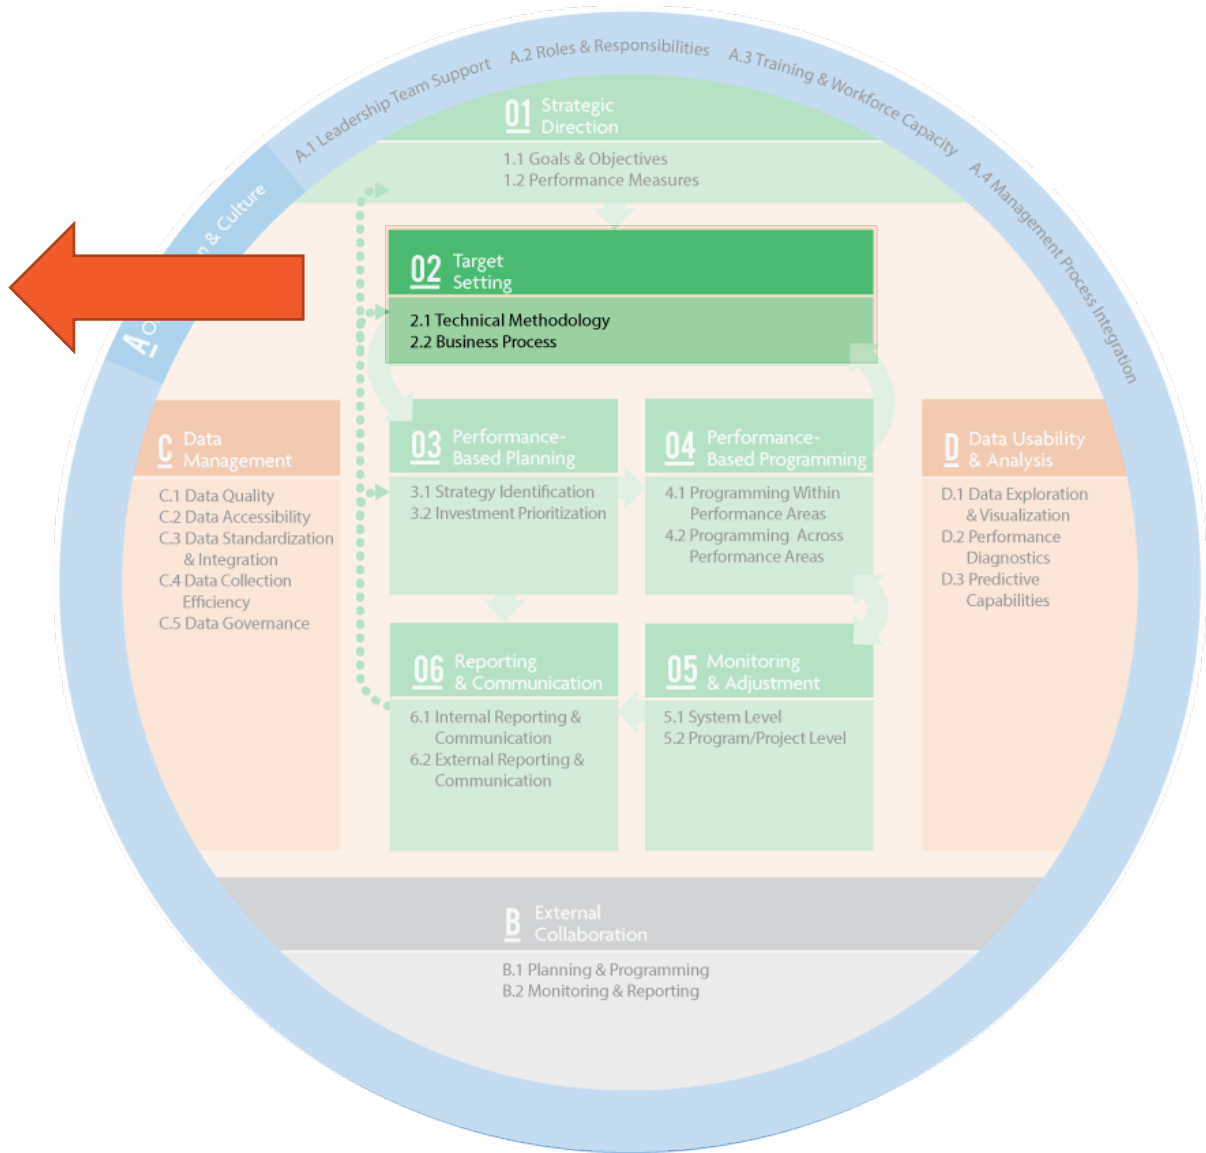 A.1 Leadership Team Support
A.2 Roles & Responsibilities
A.3 Training & Workforce Capacity
A.4 Management Process Integration
A
& Culture
01 Strategic
Direction
1.1 Goals & Objectives
1.2 Performance Measures
02 Target
Setting
2.1 Technical Methodology
2.2 Business Process
C Data
Management
C.1 Data Quality
C.2 Data Accessibility
C.3 Data Standardization
& Integration
C.4 Data Collection
Efficiency
C.5 Data Governance
03 Performance-
Based Planning
3.1 Strategy Identification
3.2 Investment Prioritization
04 Performance-
Based Programming
4.1 Programming Within
Performance Areas
4.2 Programming Across
Performance Areas
D Data Usability
& Analysis
D.1 Data Exploration
& Visualization
D.2 Performance
Diagnostics
D.3 Predictive
Capabilities
06 Reporting
& Communication
6.1 Internal Reporting &
Communication
6.2 External Reporting &
Communication
05 Monitoring
& Adjustment
5.1 System Level
5.2 Program/Project Level
B External
Collaboration
B.1 Planning & Programming
B.2 Monitoring & Reporting